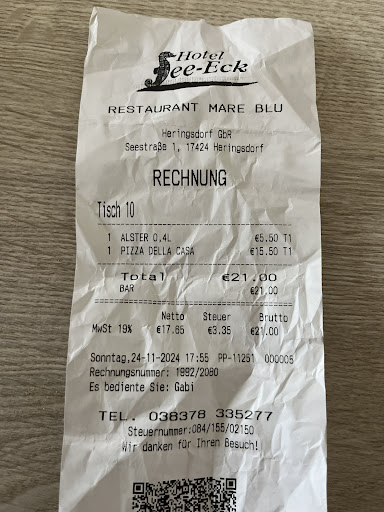 Hotel
See-Eck
RESTAURANT MARE BLU
Heringsdorf GbR
Seestraße 1, 17424 Heringsdorf
RECHNUNG
Tisch 10
1 ALSTER 0,4L €5.50 T1
1 PIZZA DELLA CASA €15.50 T1
Total €21.00
BAR €21.00
Netto Steuer Brutto
MwSt 19% €17.65 €3.35 €21.00
Sonntag,24-11-2024 17:55 PP-11251 000005
Rechnungsnummer: 1992/2080
Es bediente Sie: Gabi
TEL. 038378 335277
Steuernummer:084/155/02150
Wir danken für Ihren Besuch!